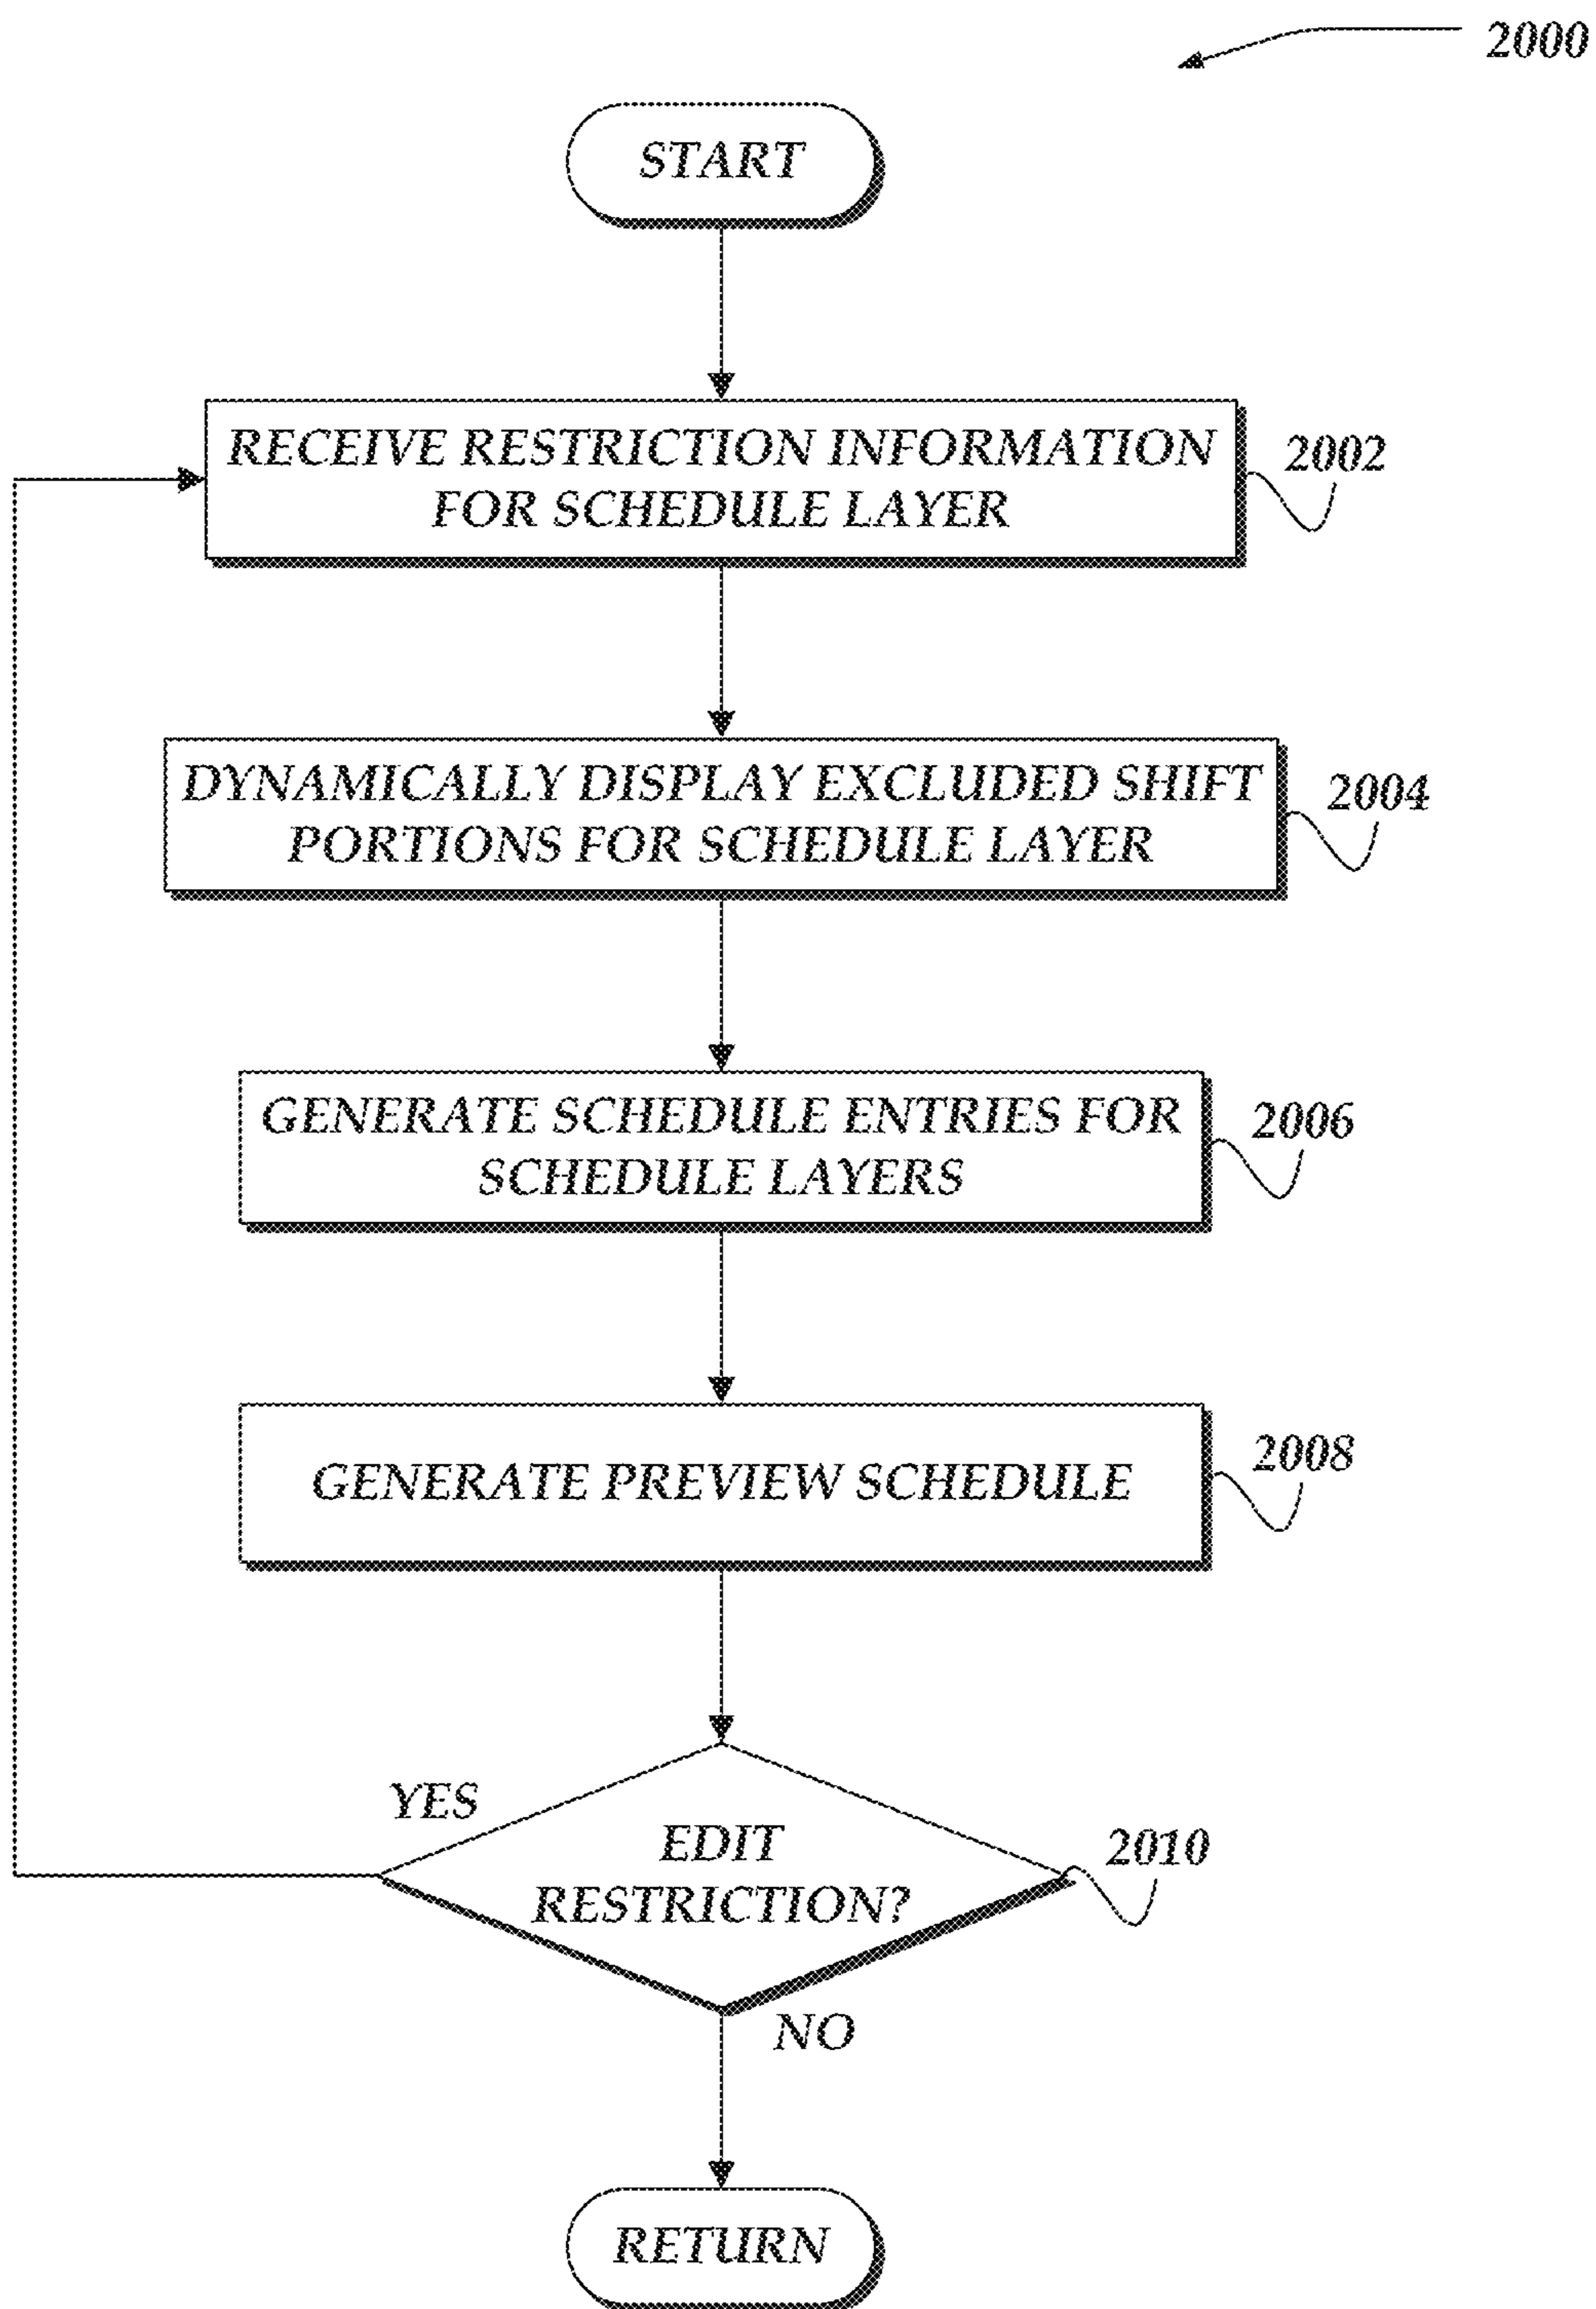 2000
START
RECEIVE RESTRICTION INFORMATION
FOR SCHEDULE LAYER
2002
DYNAMICALLY DISPLAY EXCLUDED SHIFT
PORTIONS FOR SCHEDULE LAYER
2004
GENERATE SCHEDULE ENTRIES FOR
SCHEDULE LAYERS
2006
GENERATE PREVIEW SCHEDULE
2008
YES
EDIT
RESTRICTION?
2010
NO
RETURN